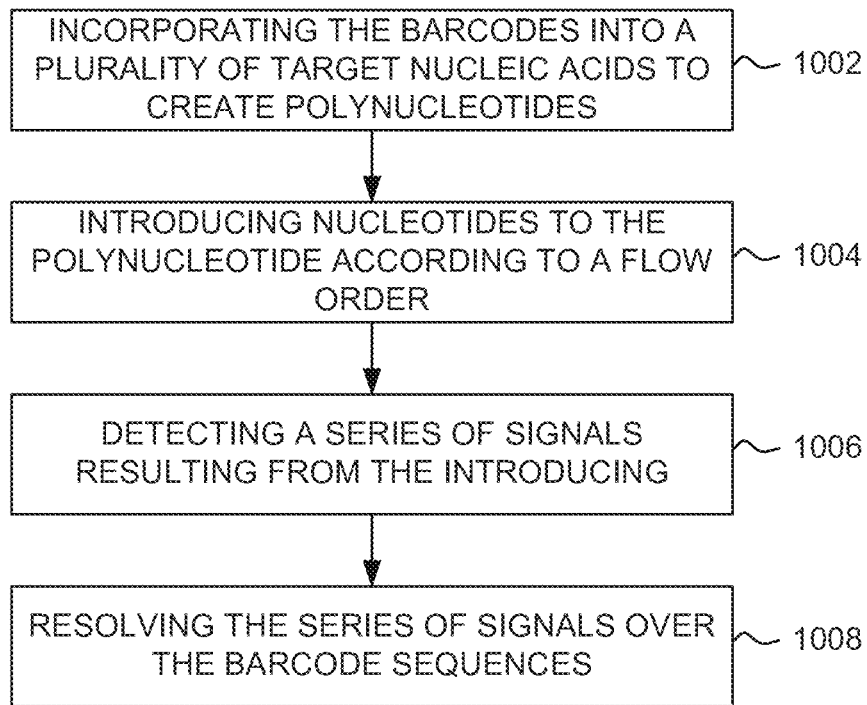 INCORPORATING THE BARCODES INTO A
PLURALITY OF TARGET NUCLEIC ACIDS TO
CREATE POLYNUCLEOTIDES
1002
INTRODUCING NUCLEOTIDES TO THE
POLYNUCLEOTIDE ACCORDING TO A FLOW
ORDER
1004
DETECTING A SERIES OF SIGNALS
RESULTING FROM THE INTRODUCING
1006
RESOLVING THE SERIES OF SIGNALS OVER
THE BARCODE SEQUENCES
1008